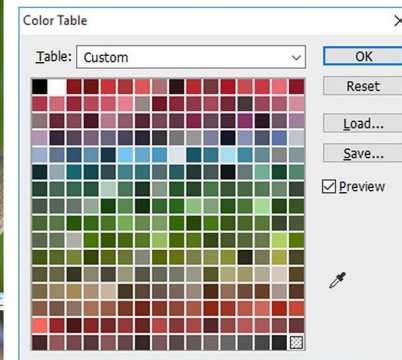 Color Table
Table: Custom
OK
Reset
Load...
Save...
Preview